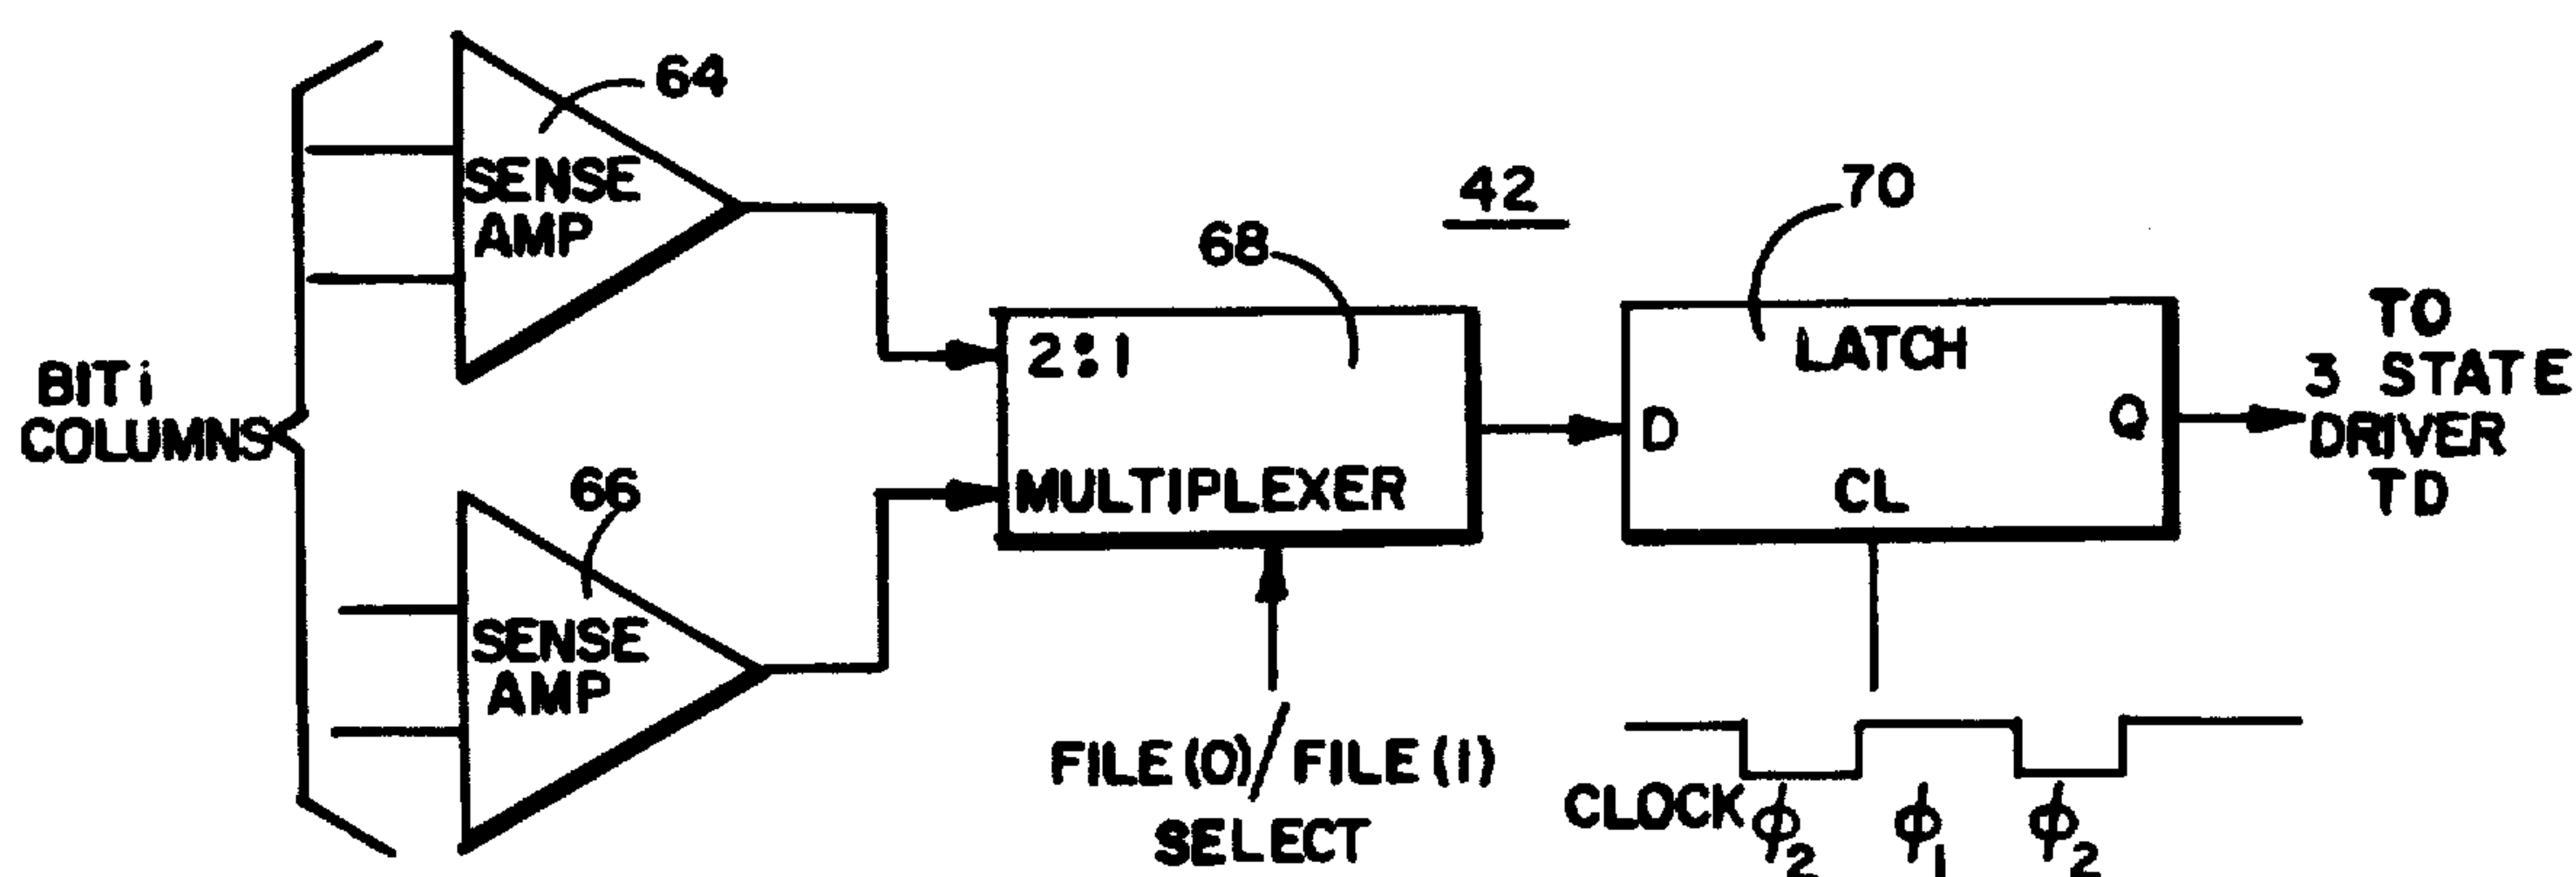 64
SENSE
AMP
BIT i
COLUMNS
66
SENSE
AMP
42
68
2:1
MULTIPLEXER
FILE (0)/FILE (1)
SELECT
70
LATCH
D
Q
CL
CLOCK ϕ2 ϕ1 ϕ2
TO
3 STATE
DRIVER
TD